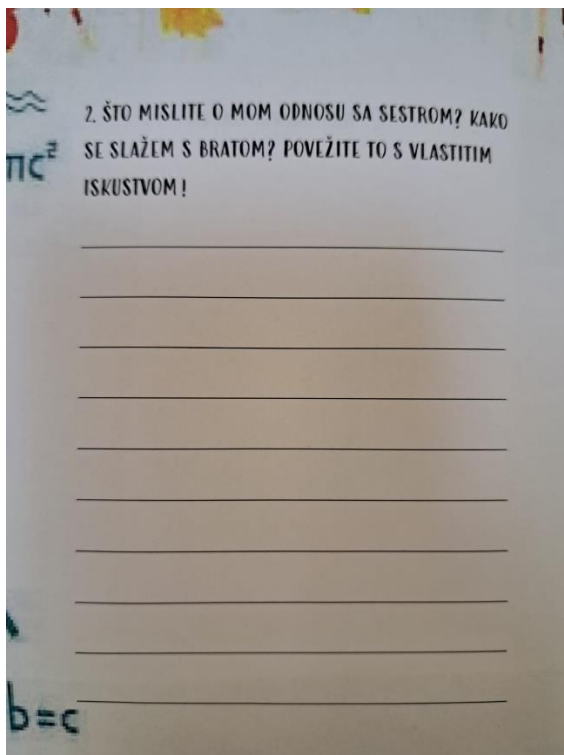 2. ŠTO MISLITE O MOM ODNOSU SA SESTROM? KAKO
SE SLAŽEM S BRATOM? POVEŽITE TO S VLASTITIM
ISKUSTVOM!
πc²
b=c